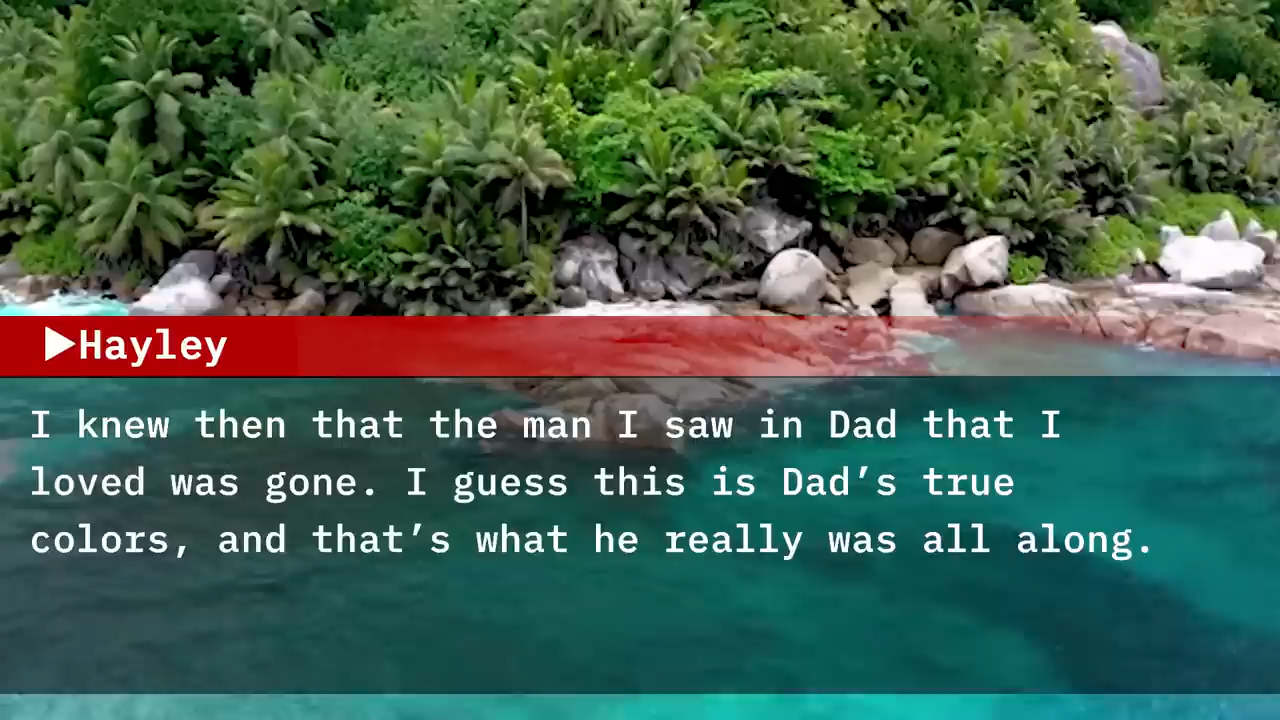 ▶Hayley
I knew then that the man I saw in Dad that I
loved was gone. I guess this is Dad’s true
colors, and that’s what he really was all along.